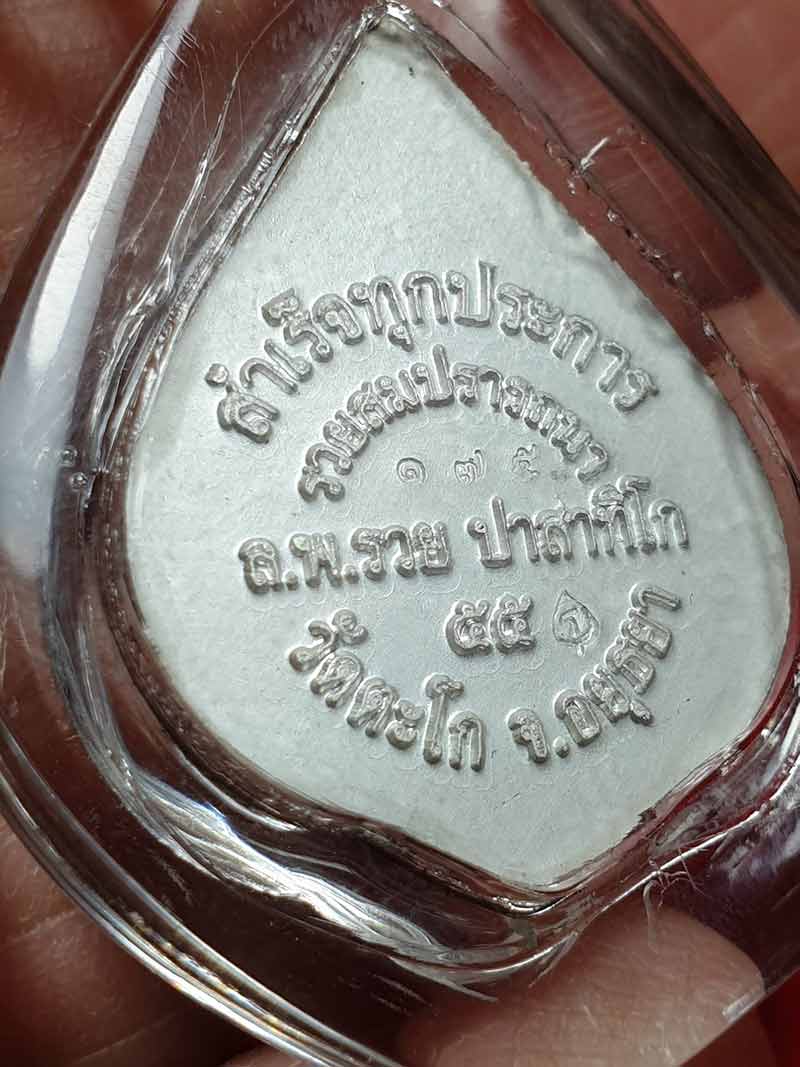 สำเร็จทุกประการ
รวยสมปรารถนา
๑๗๕
ล.พ.รวย ปาสาทิโก
๕๕
วัดตะโก จ.อยุธยา